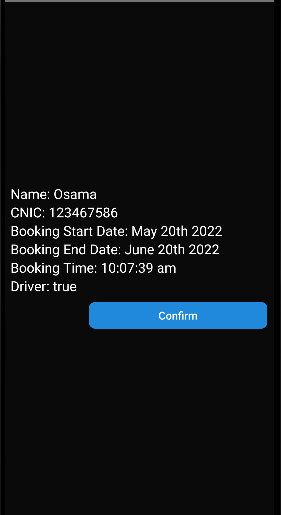 Name: Osama
CNIC: 123467586
Booking Start Date: May 20th 2022
Booking End Date: June 20th 2022
Booking Time: 10:07:39 am
Driver: true
Confirm